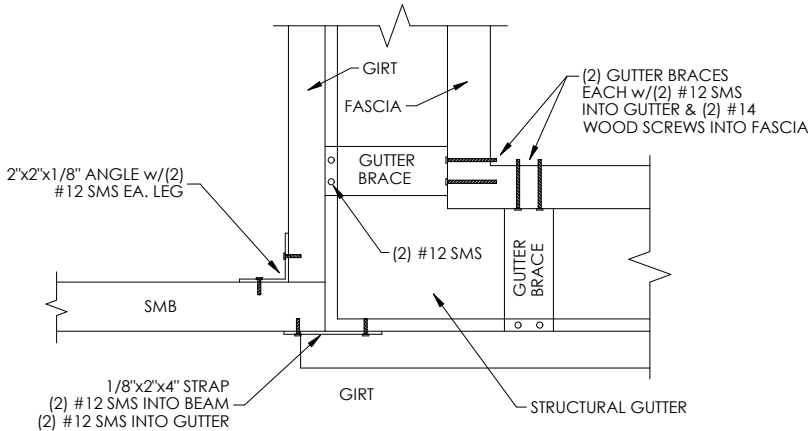 GIRT
FASCIA
(2) GUTTER BRACES
EACH w/(2) #12 SMS
INTO GUTTER & (2) #14
WOOD SCREWS INTO FASCIA
GUTTER
BRACE
2"x2"x1/8" ANGLE w/(2)
#12 SMS EA. LEG
(2) #12 SMS
GUTTER
BRACE
SMB
1/8"x2"x4" STRAP
(2) #12 SMS INTO BEAM
(2) #12 SMS INTO GUTTER
GIRT
STRUCTURAL GUTTER